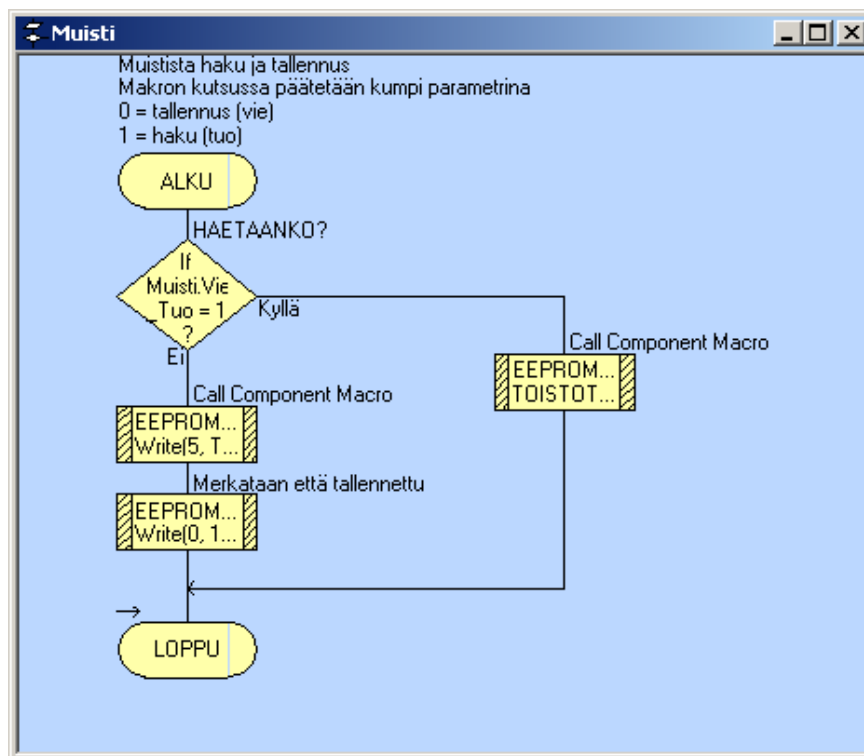 Muisti
Muistista haku ja tallennus
Makron kutsussa päätetään kumpi parametrina
0 = tallennus (vie)
1 = haku (tuo)
ALKU
HAETAANKO?
If
Muisti.Vie
_Tuo = 1
?
Kyllä
Ei
Call Component Macro
EEPROM...
TOISTOT...
Call Component Macro
EEPROM...
Write(5, T...
Merkataan että tallennettu
EEPROM...
Write(0, 1...
LOPPU